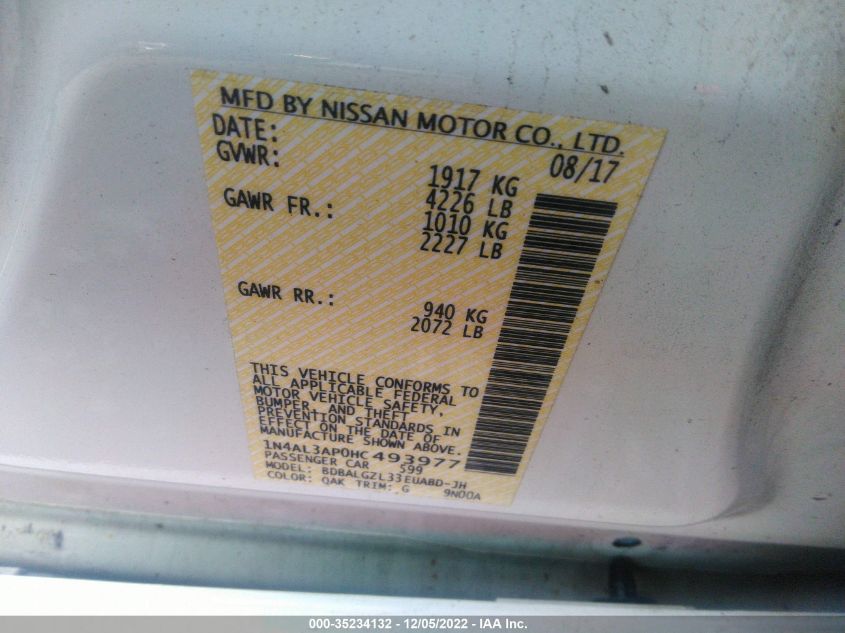 MFD BY NISSAN MOTOR CO., LTD.
DATE: 08/17
GVWR: 1917 KG
4226 LB
GAWR FR.: 1010 KG
2227 LB
GAWR RR.: 940 KG
2072 LB
THIS VEHICLE CONFORMS TO
ALL APPLICABLE FEDERAL
MOTOR VEHICLE SAFETY,
BUMPER, AND THEFT
PREVENTION STANDARDS IN
EFFECT ON THE DATE OF
MANUFACTURE SHOWN ABOVE.
1N4AL3AP0HC493977
PASSENGER CAR 599
MODEL: BDBALGZL33EUABD-JH
COLOR: QAK TRIM: G 9N00A
000-35234132 - 12/05/2022 - IAA Inc.